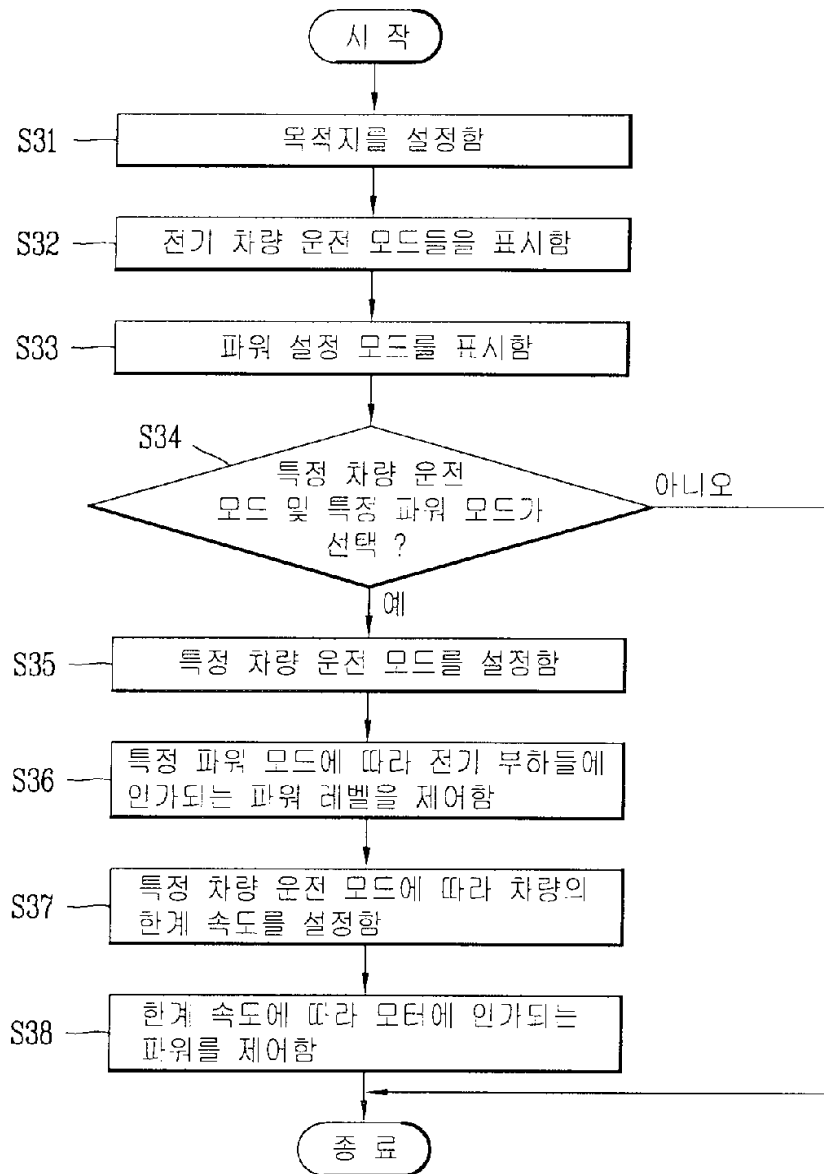 시 작
S31
목적지를 설정함
S32
전기 차량 운전 모드들을 표시함
S33
파워 설정 모드를 표시함
S34
특정 차량 운전
모드 및 특정 파워 모드가
선택 ?
아니오
예
S35
특정 차량 운전 모드를 설정함
S36
특정 파워 모드에 따라 전기 부하들에
인가되는 파워 레벨을 제어함
S37
특정 차량 운전 모드에 따라 차량의
한계 속도를 설정함
S38
한계 속도에 따라 모터에 인가되는
파워를 제어함
종 료